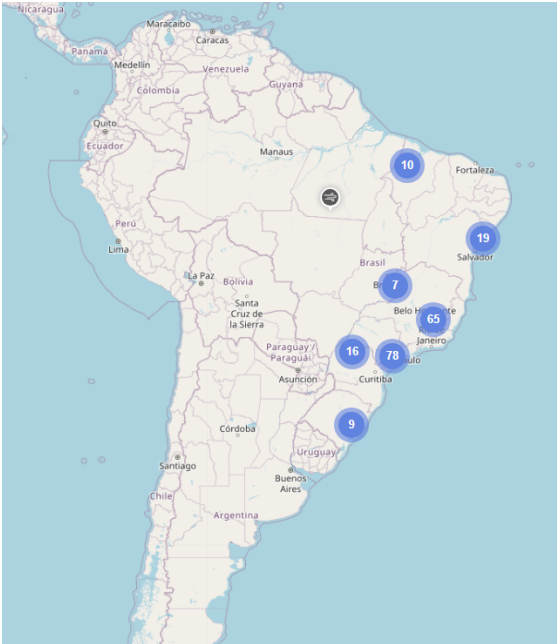 Nicaragua
Maracaibo
Caracas
Panamá
Medellín
Venezuela
Guyana
Colombia
Quito
Ecuador
Manaus
10
Fortaleza
Perú
Lima
19
Salvador
Brasil
La Paz
Bolivia
7
Santa
Cruz de
la Sierra
65
Janeiro
Paraguay /
Paraguái
16
78
Asunción
Curitiba
9
Córdoba
Uruguay
Santiago
Buenos
Aires
Chile
Argentina